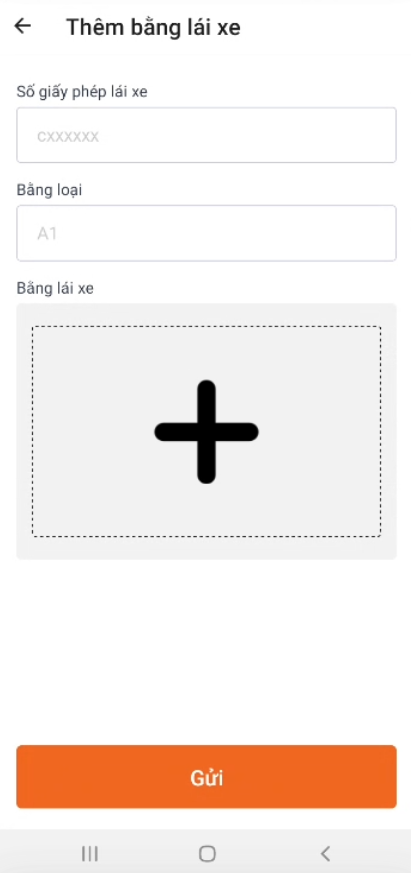 Thêm bằng lái xe
Số giấy phép lái xe
cxxxxxx
Bằng loại
A1
Bằng lái xe
Gửi